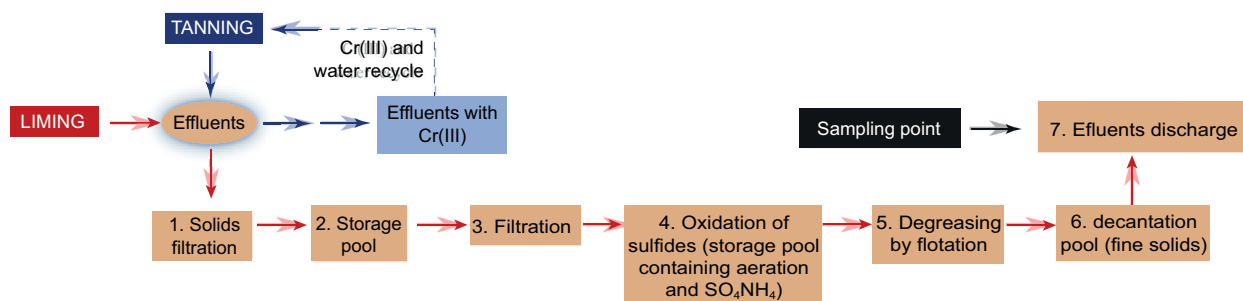 TANNING
Cr(III) and
water recycle
LIMING
Effluents
Effluents with
Cr(III)
Sampling point
7. Efluents discharge
1. Solids
filtration
2. Storage
pool
3. Filtration
4. Oxidation of
sulfides (storage pool
containing aeration
and SO₄NH₄)
5. Degreasing
by flotation
6. decantation
pool (fine solids)